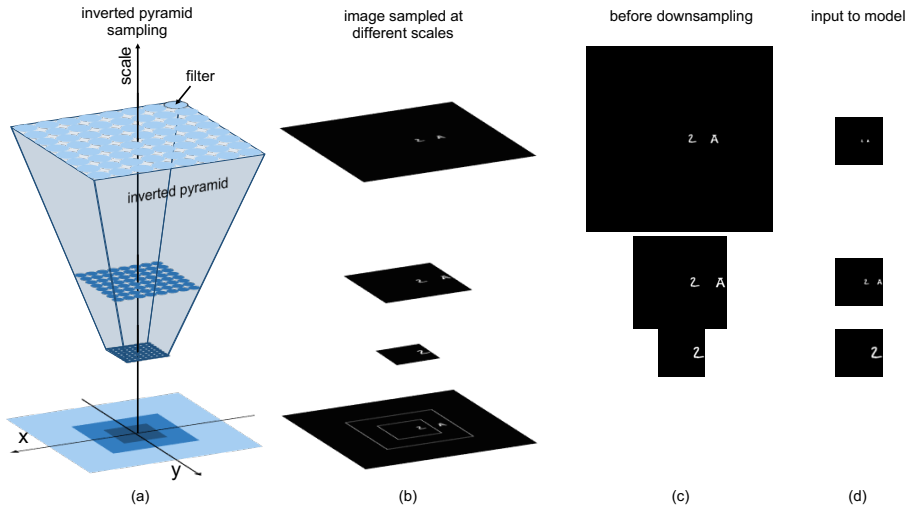 inverted pyramid
sampling
image sampled at
different scales
before downsampling
input to model
scale
filter
inverted pyramid
x
y
2 A
2 A
2
2 A
2 A
2 A
2
2 A
2
(a)
(b)
(c)
(d)